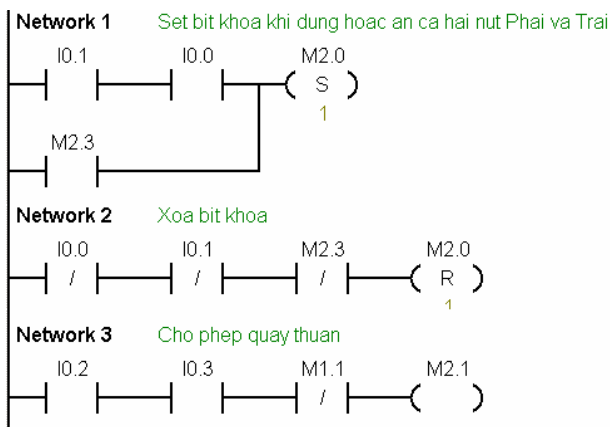 Network 1 Set bit khoa khi dung hoac an ca hai nut Phai va Trai
I0.1 I0.0 M2.0
S
1
M2.3
Network 2 Xoa bit khoa
I0.0 I0.1 M2.3 M2.0
/ / / R
1
Network 3 Cho phep quay thuan
I0.2 I0.3 M1.1 M2.1
/